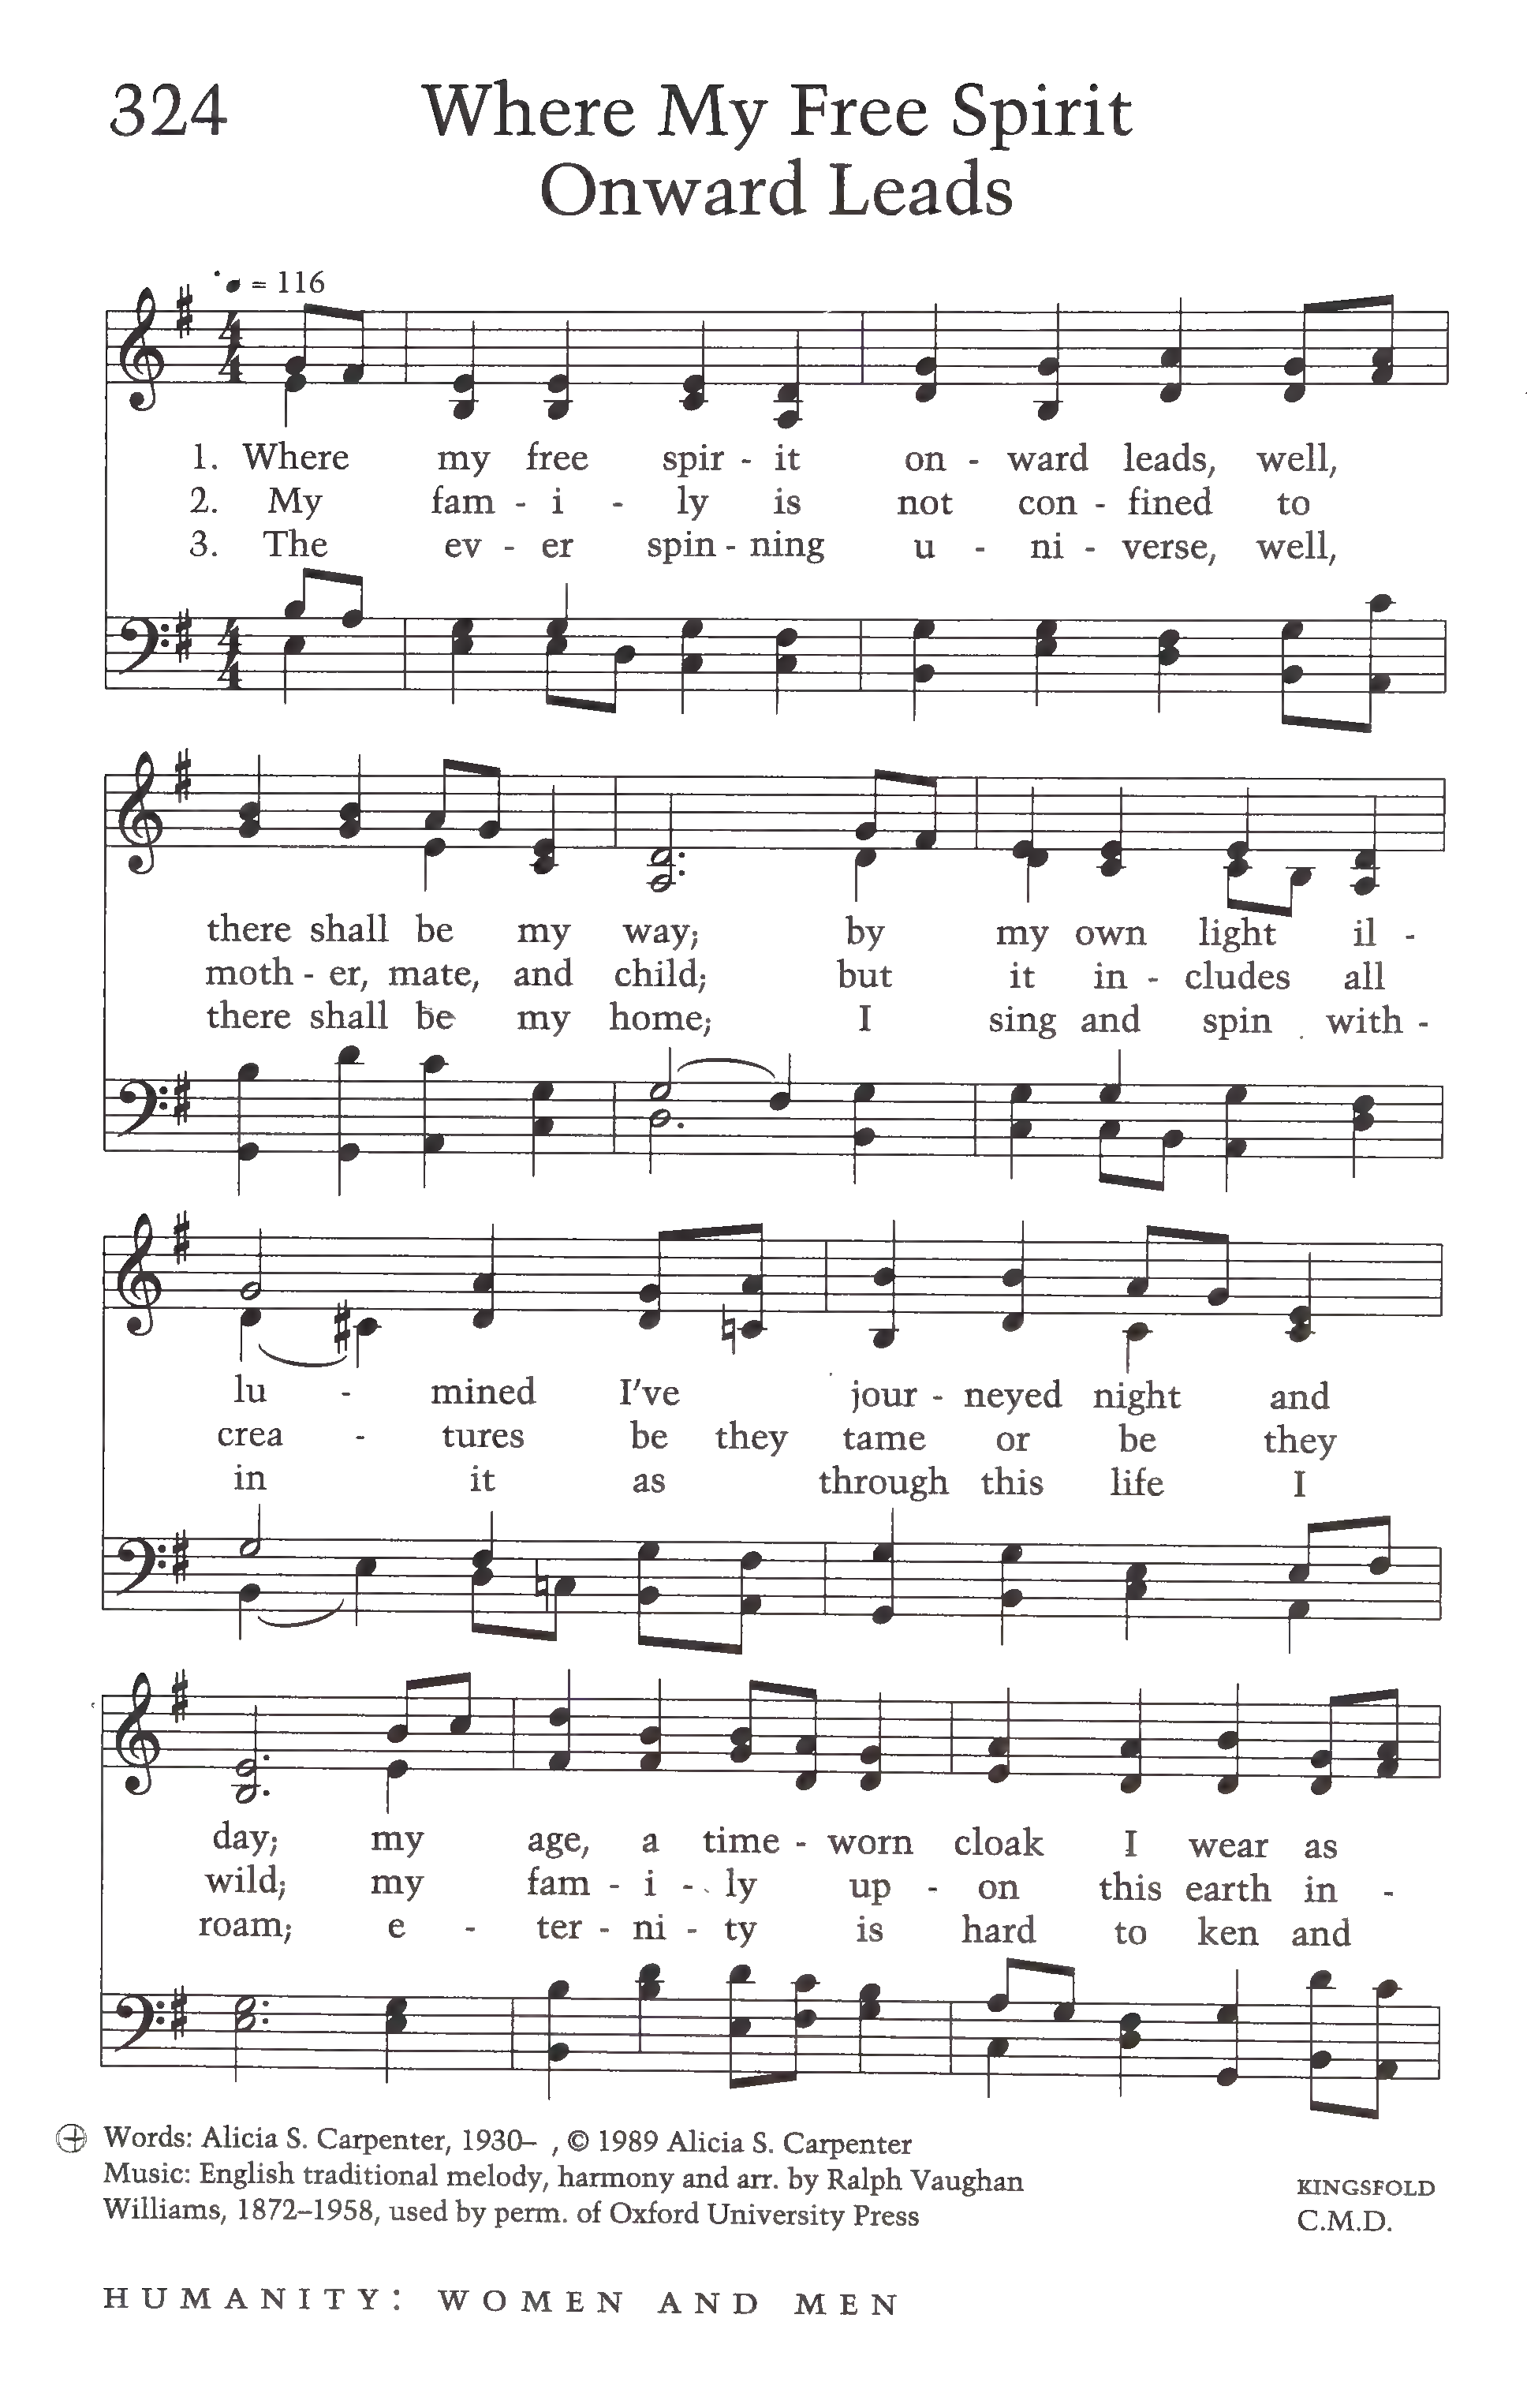 324 Where My Free Spirit
Onward Leads
= 116
1. Where my free spir - it on - ward leads, well,
2. My fam - i - ly is not con - fined to
3. The ev - er spin - ning u - ni - verse, well,
there shall be my way; by my own light il -
moth - er, mate, and child; but it in - cludes all
there shall be my home; I sing and spin with -
lu - mined I've jour - neyed night and
crea - tures be they tame or be they
in it as through this life I
day; my age, a time - worn cloak I wear as
wild; my fam - i - ly up - on this earth in -
roam; e - ter - ni - ty is hard to ken and
Words: Alicia S. Carpenter, 1930– , © 1989 Alicia S. Carpenter
Music: English traditional melody, harmony and arr. by Ralph Vaughan
Williams, 1872–1958, used by perm. of Oxford University Press
KINGSFOLD
C.M.D.
HUMANITY: WOMEN AND MEN